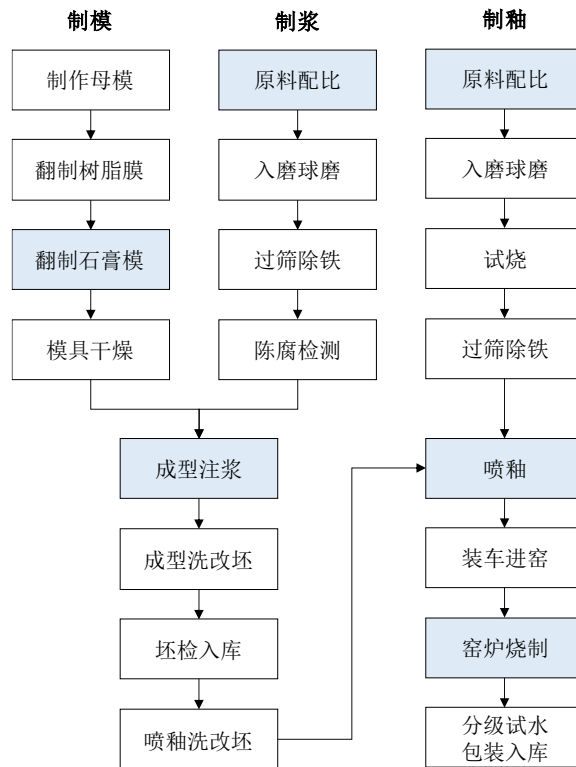 制模
制浆
制釉
制作母模
原料配比
原料配比
翻制树脂膜
入磨球磨
入磨球磨
翻制石膏模
过筛除铁
试烧
模具干燥
陈腐检测
过筛除铁
成型注浆
喷釉
成型洗改坯
装车进窑
坯检入库
窑炉烧制
喷釉洗改坯
分级试水
包装入库